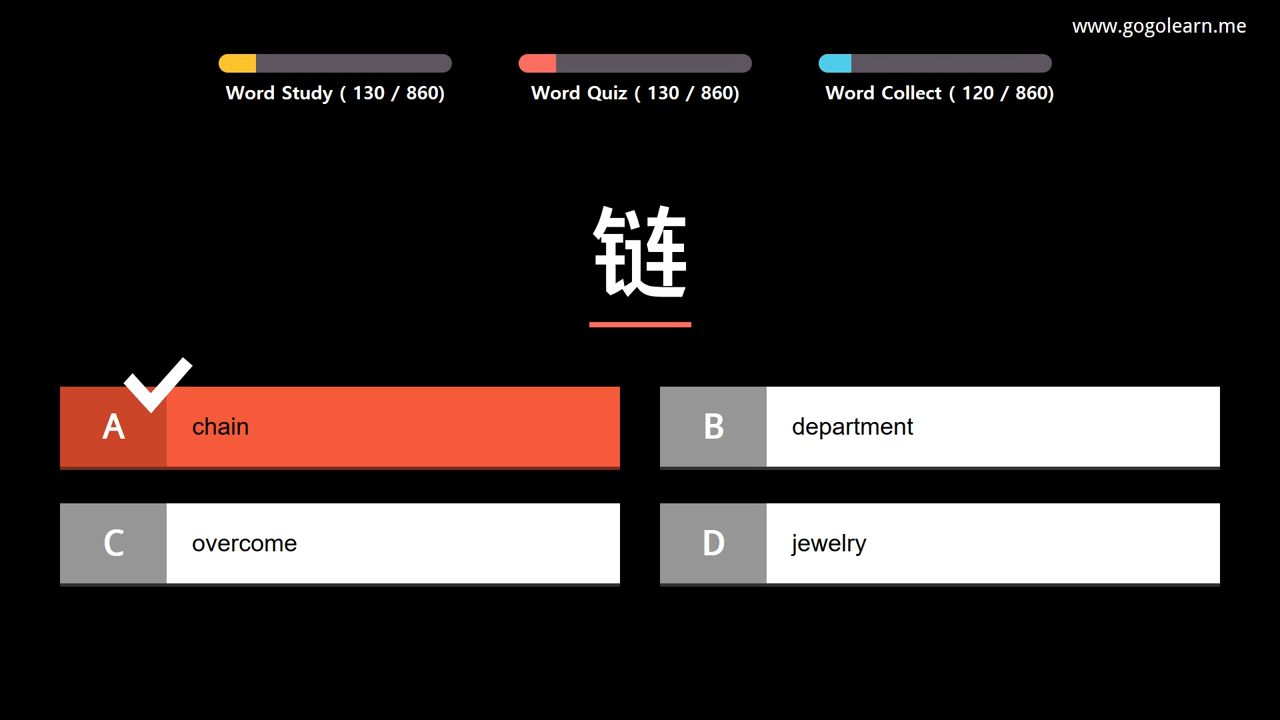 www.gogolearn.me
Word Study ( 130 / 860)
Word Quiz ( 130 / 860)
Word Collect ( 120 / 860)
链
A chain
B department
C overcome
D jewelry